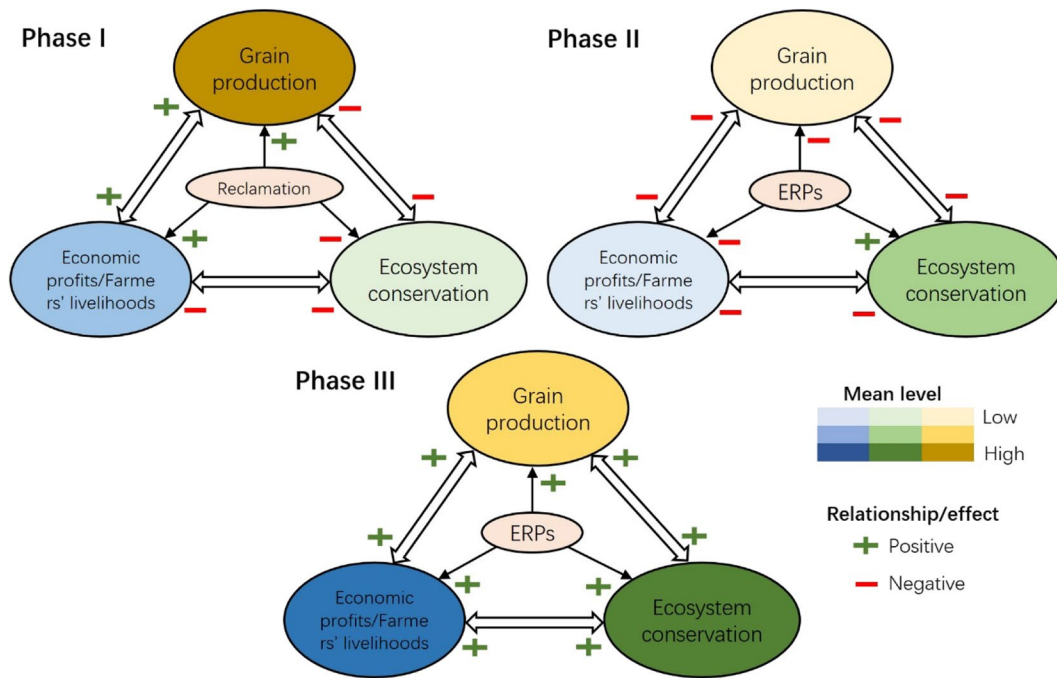 Phase I
Grain
production
Reclamation
Economic
profits/Farme
rs' livelihoods
Ecosystem
conservation
Phase II
Grain
production
ERPs
Economic
profits/Farme
rs' livelihoods
Ecosystem
conservation
Phase III
Grain
production
ERPs
Economic
profits/Farme
rs' livelihoods
Ecosystem
conservation
Mean level
Low
High
Relationship/effect
Positive
Negative